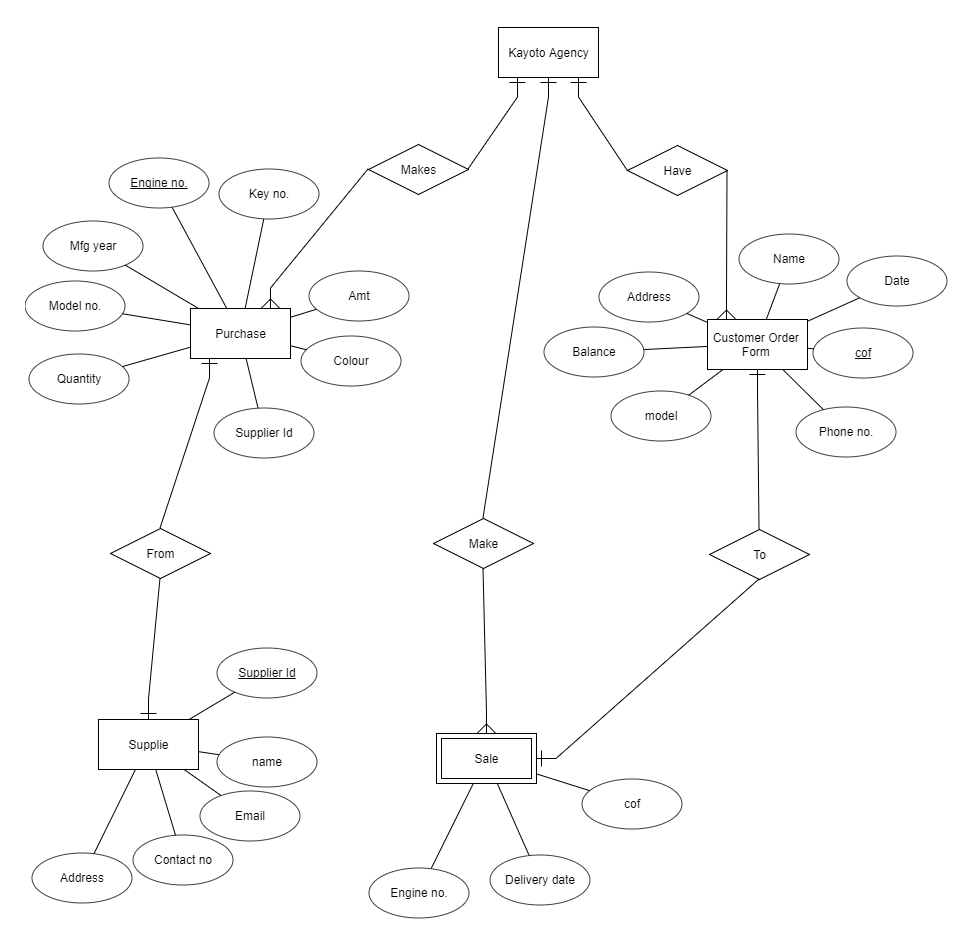 Kayoto Agency
Makes
Have
Engine no.
Key no.
Mfg year
Name
Date
Model no.
Amt
Address
Purchase
Customer Order
Form
Balance
cof
Colour
Quantity
model
Supplier Id
Phone no.
From
Make
To
Supplier Id
Supplie
name
Sale
cof
Email
Contact no
Address
Engine no.
Delivery date